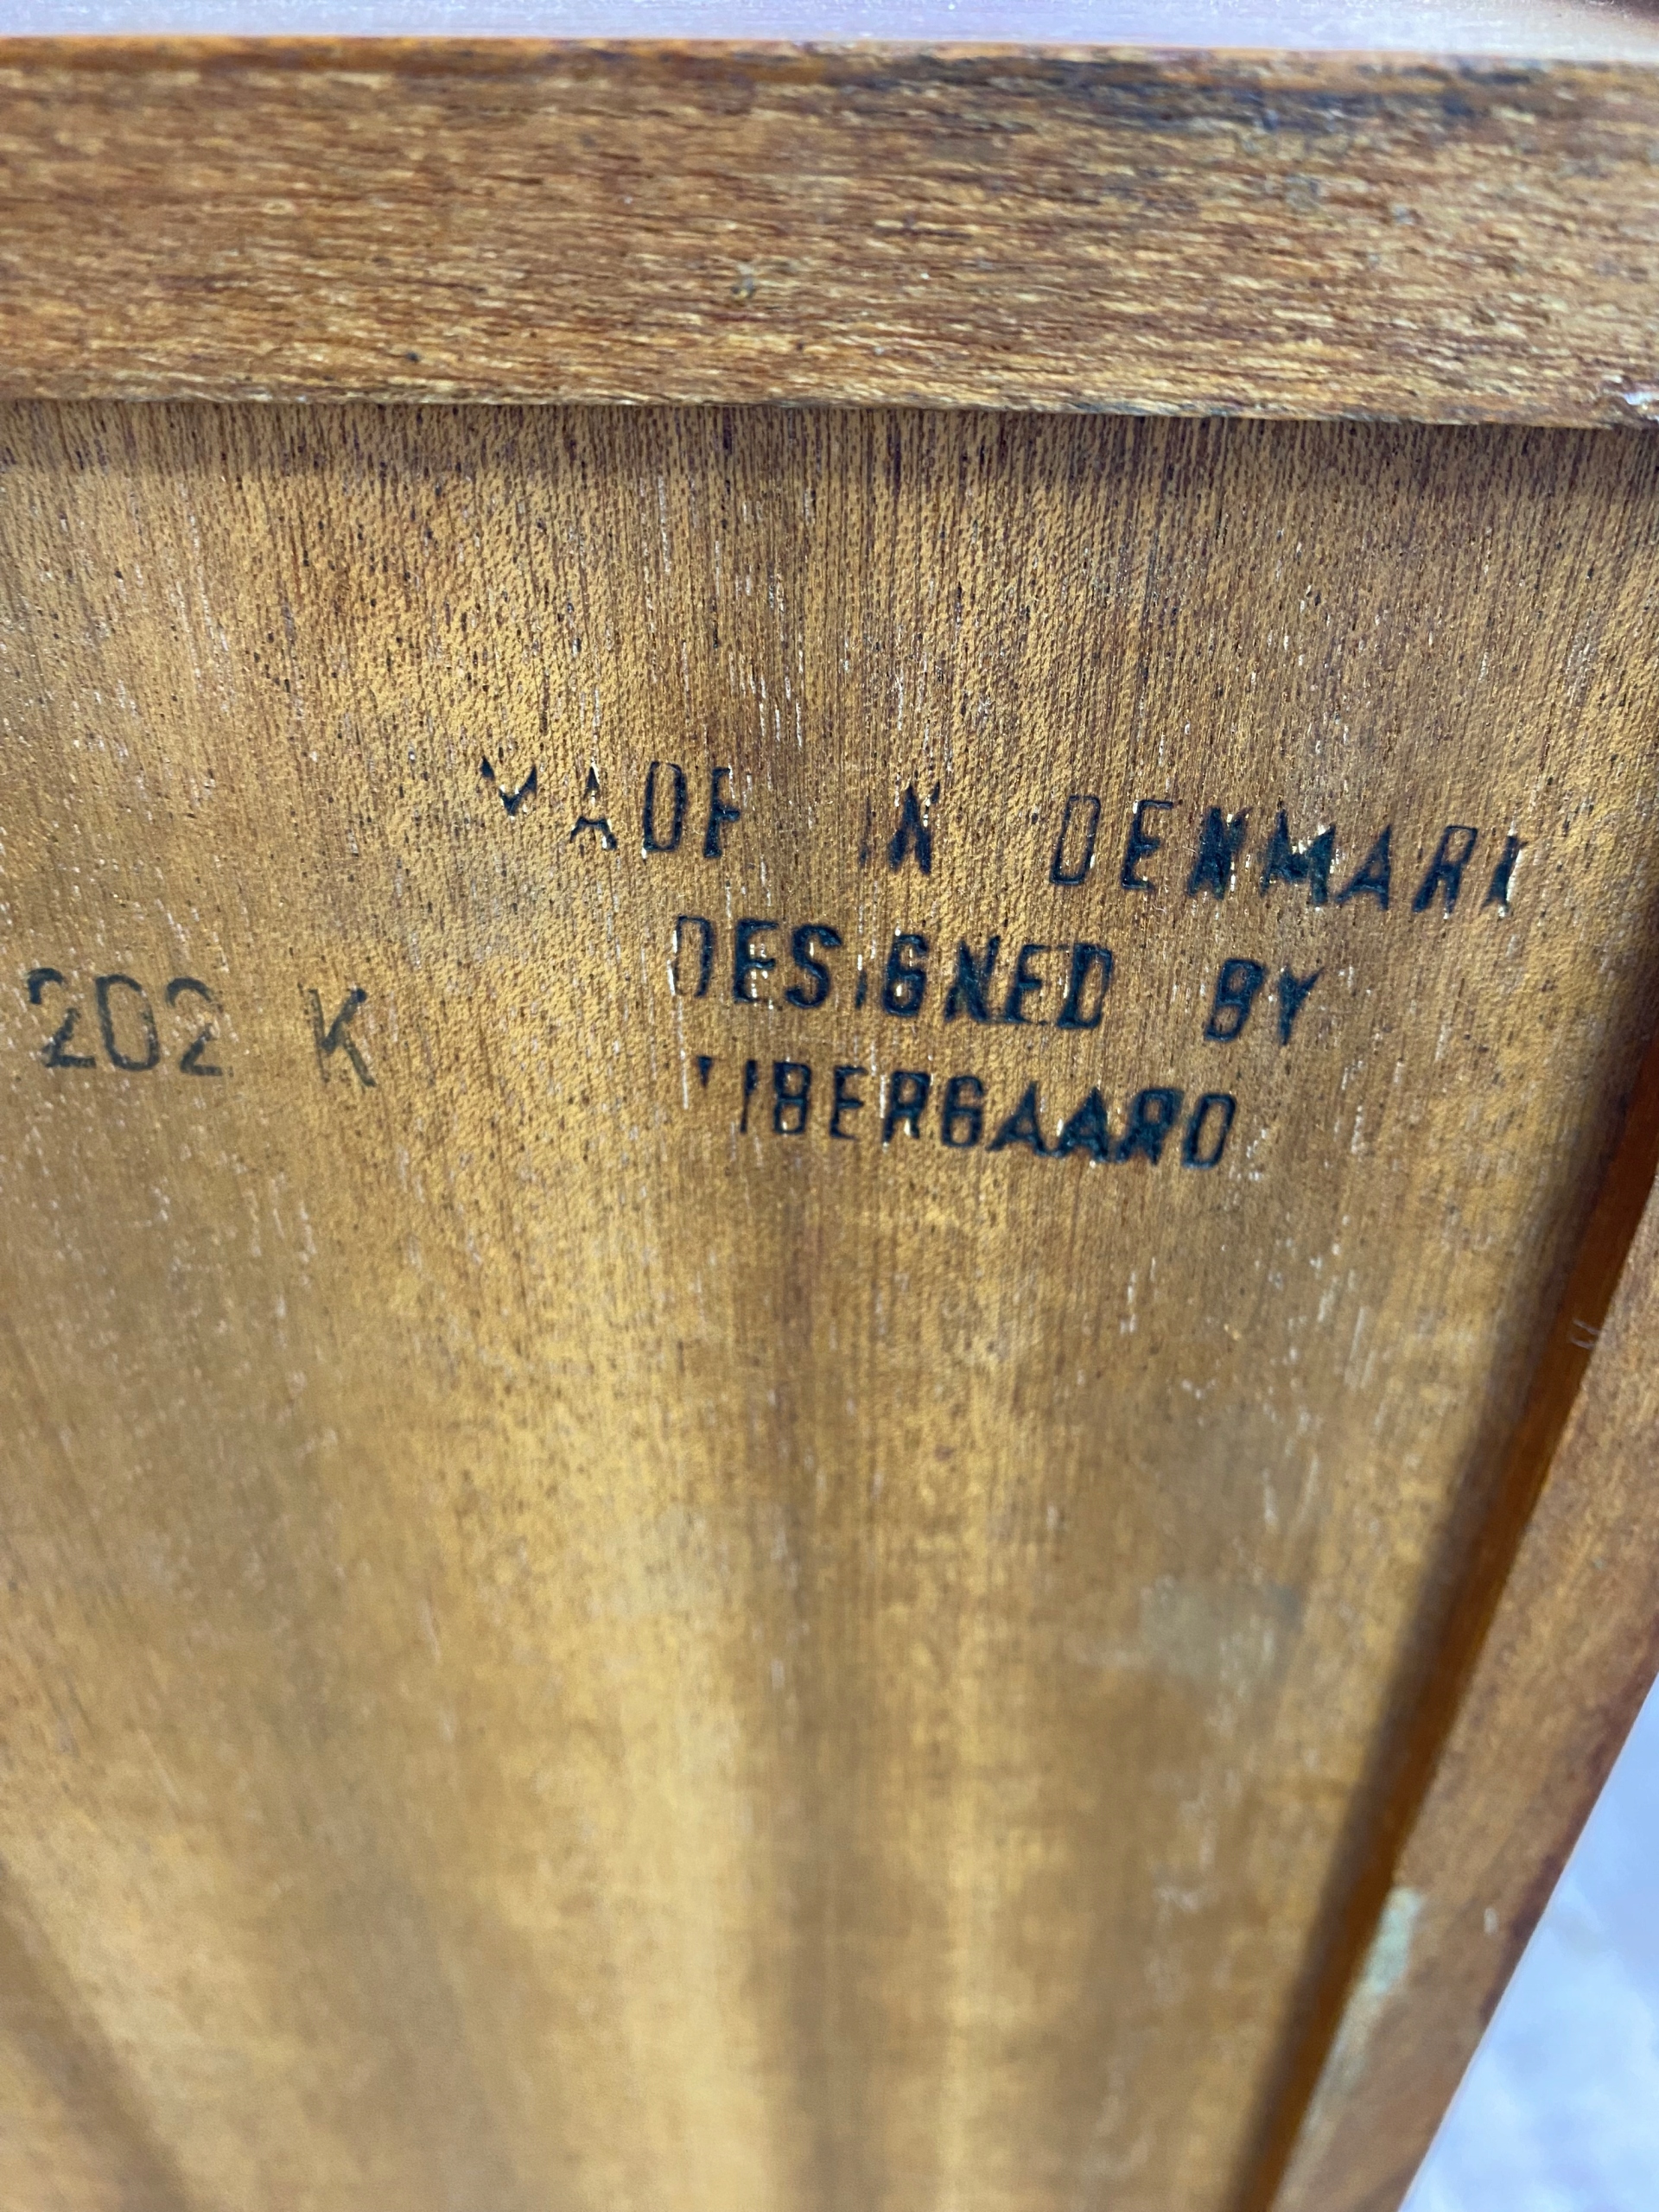 MADE IN DENMARK
DESIGNED BY
TIBERGAARD
202 K